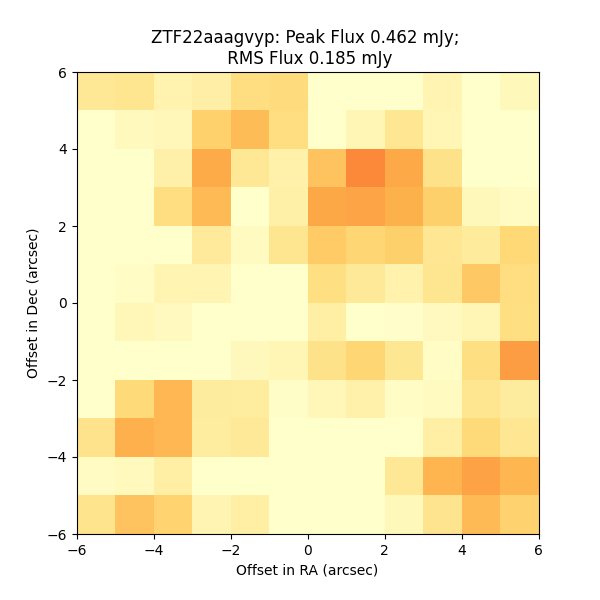 ZTF22aaagvyp: Peak Flux 0.462 mJy;
RMS Flux 0.185 mJy
6
4
2
0
−2
−4
−6
Offset in Dec (arcsec)
−6 −4 −2 0 2 4 6
Offset in RA (arcsec)